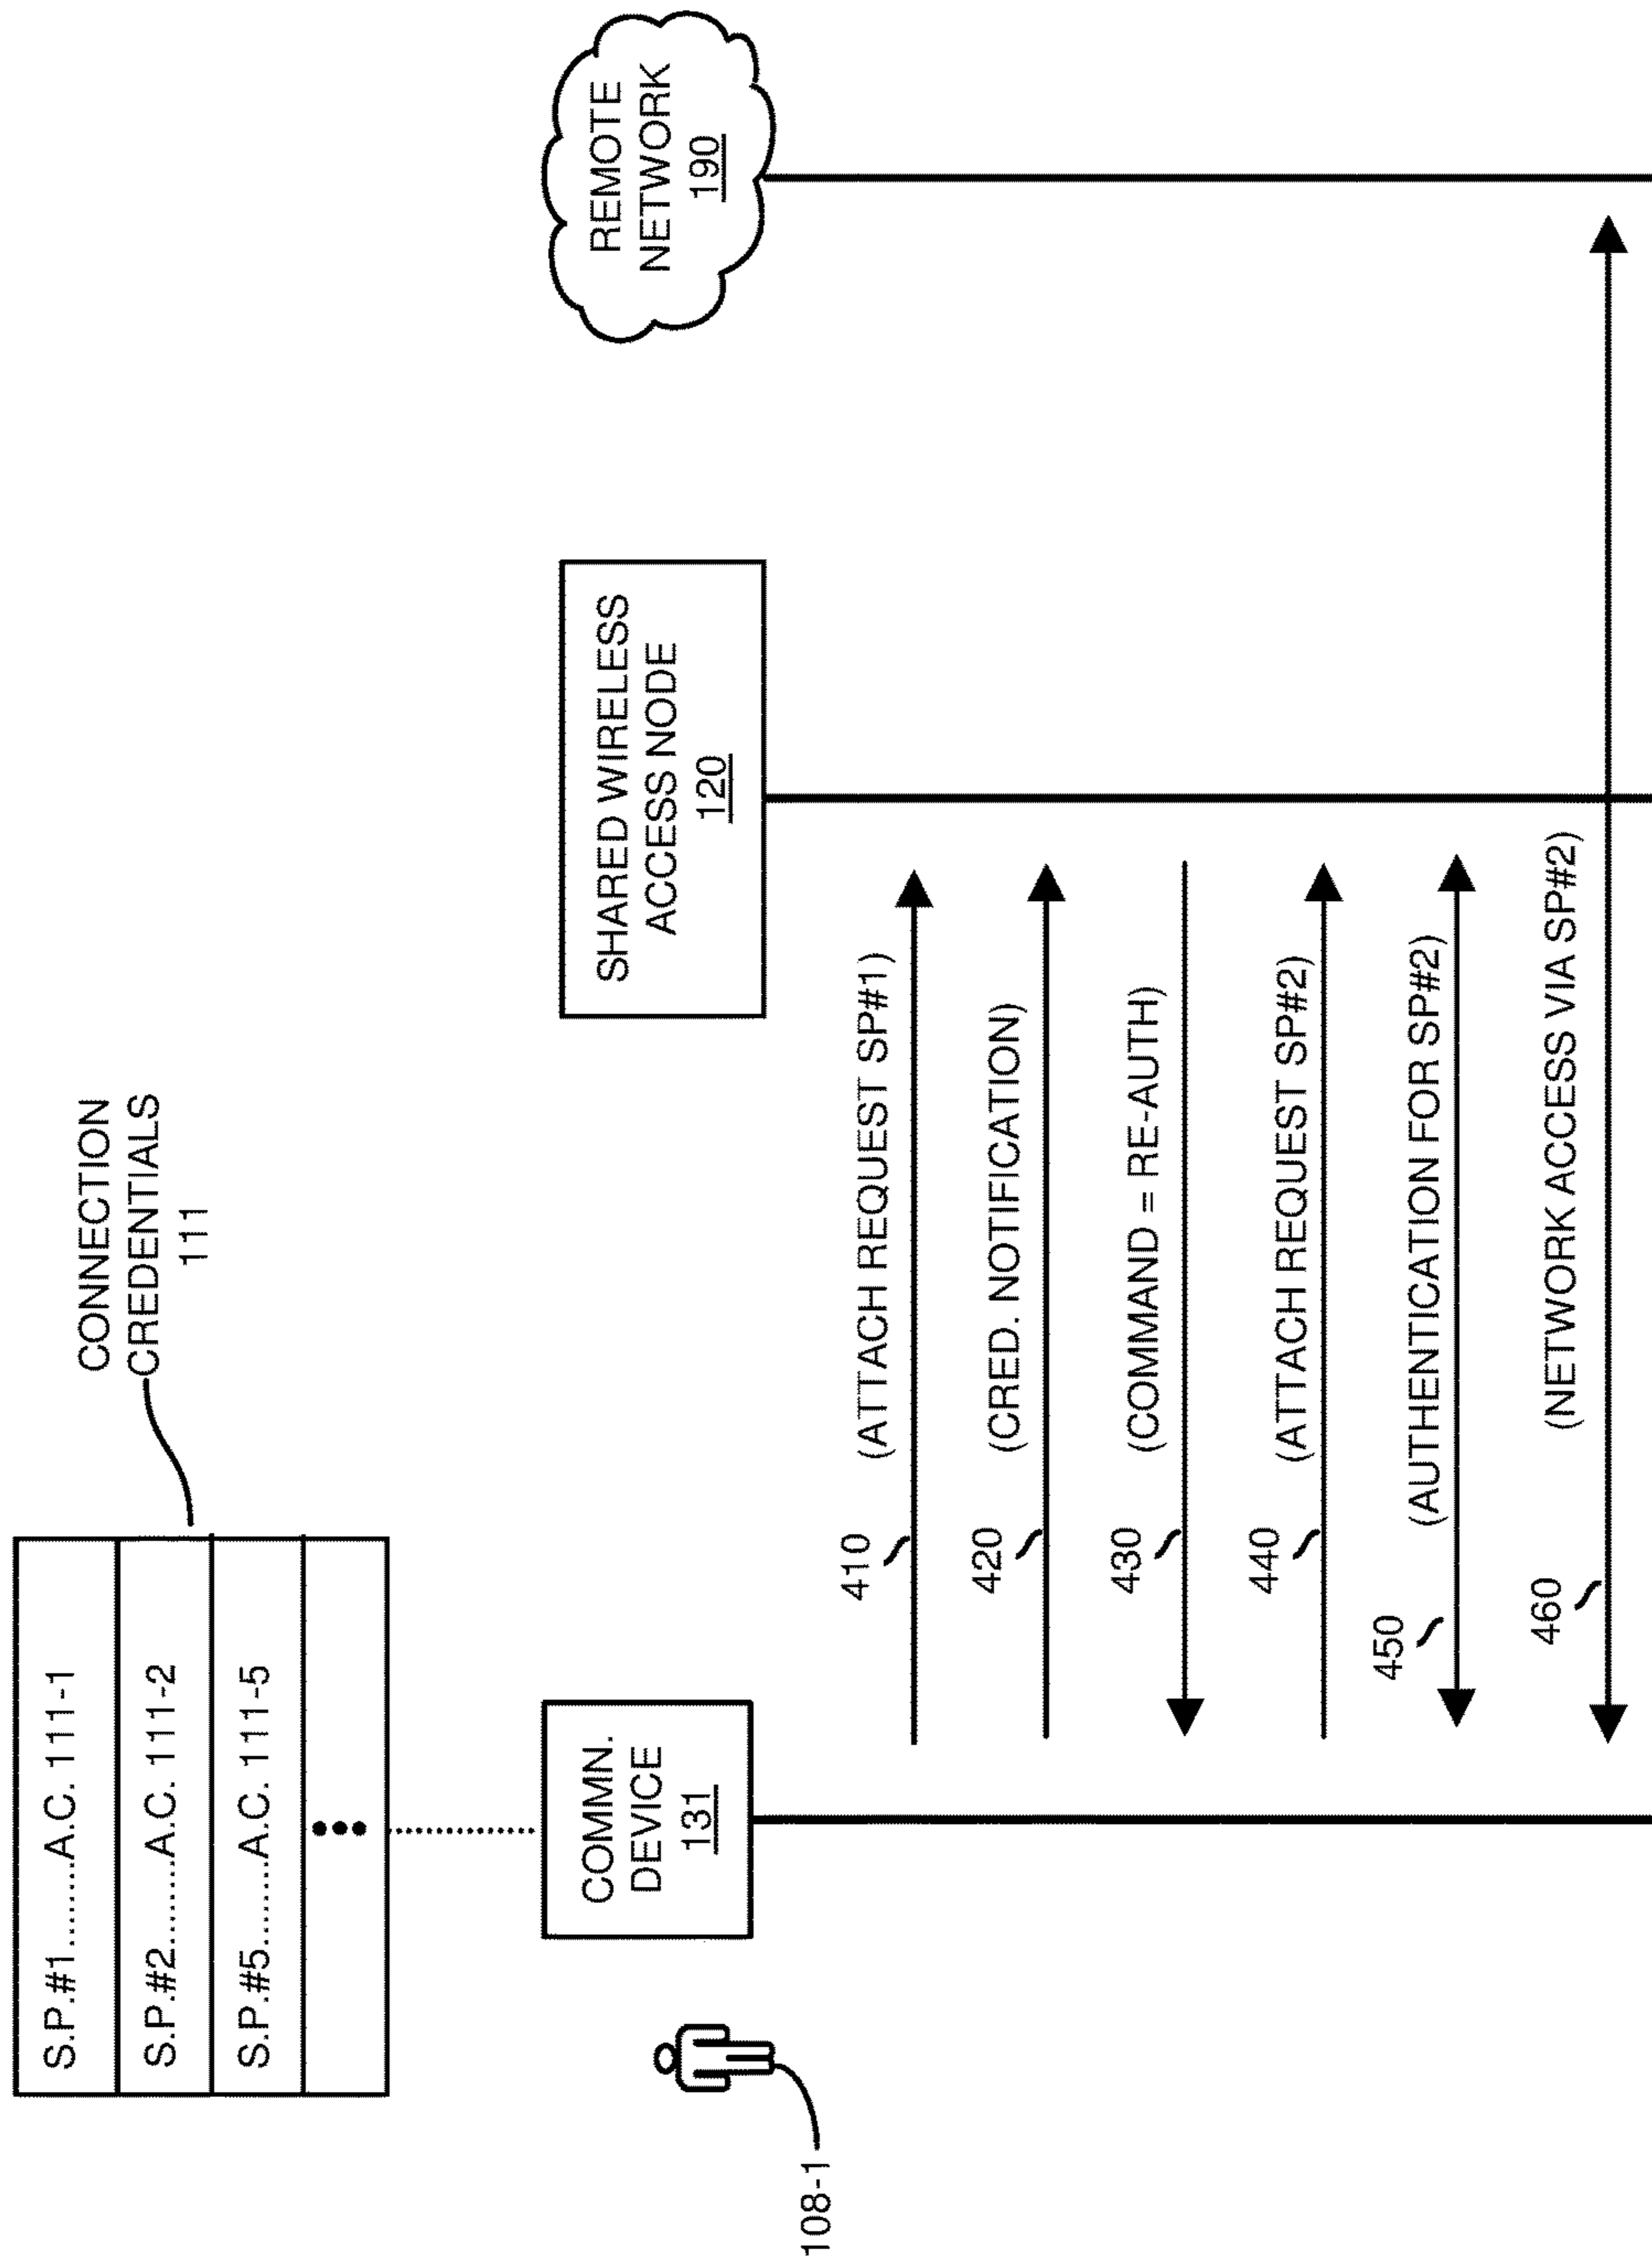 CONNECTION
CREDENTIALS
111
S.P.#1........A.C. 111-1
S.P.#2........A.C. 111-2
S.P.#5........A.C. 111-5
108-1
COMMN.
DEVICE
131
SHARED WIRELESS
ACCESS NODE
120
REMOTE
NETWORK
190
410
(ATTACH REQUEST SP#1)
420
(CRED. NOTIFICATION)
430
(COMMAND = RE-AUTH)
440
(ATTACH REQUEST SP#2)
450
(AUTHENTICATION FOR SP#2)
460
(NETWORK ACCESS VIA SP#2)